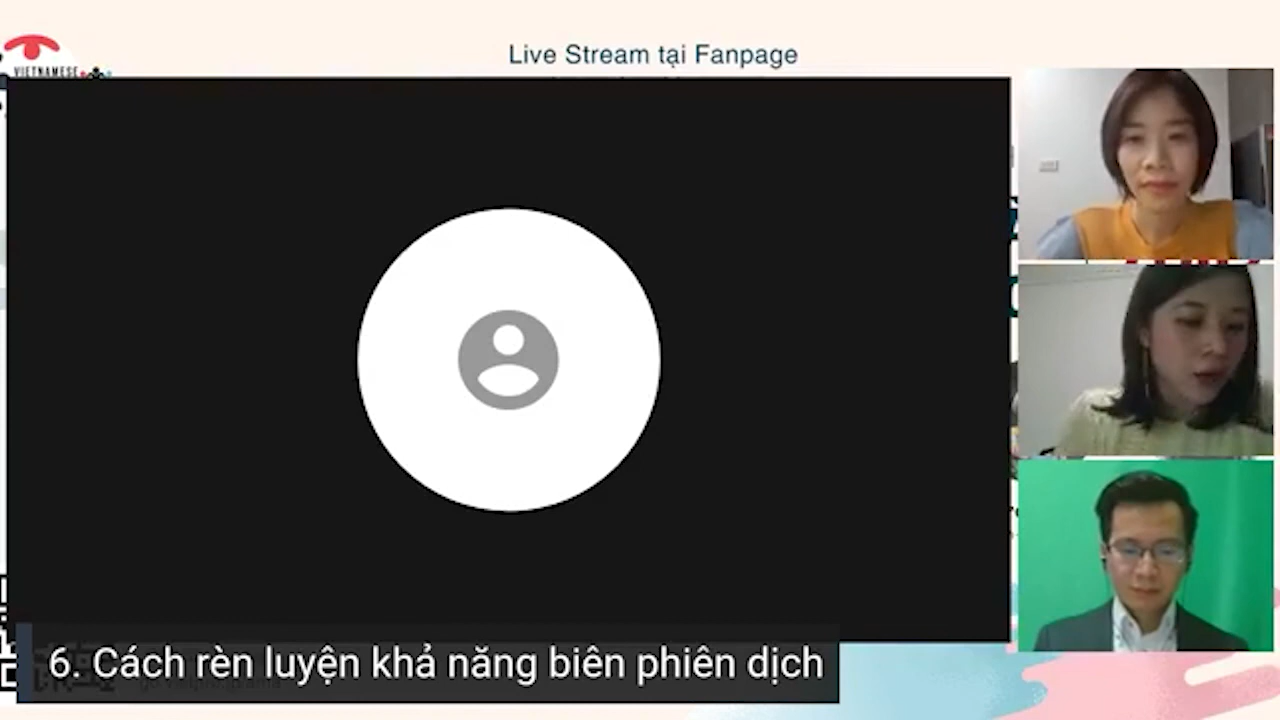 Live Stream tại Fanpage
VIETNAMESE
6. Cách rèn luyện khả năng biên phiên dịch